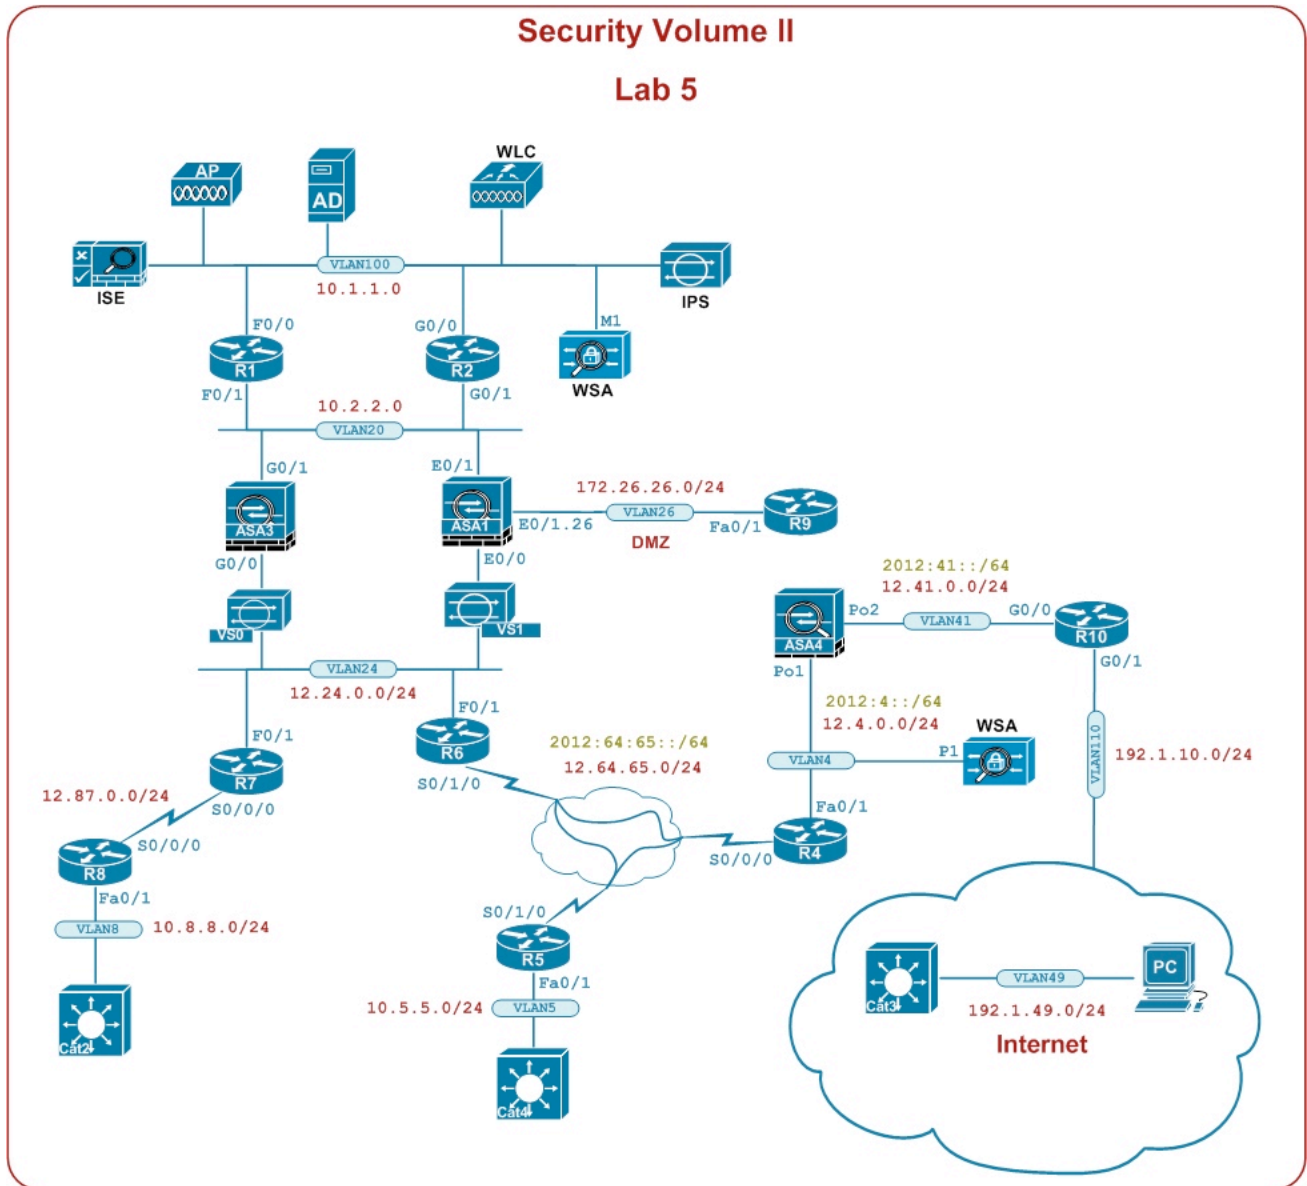 Security Volume II
Lab 5
AP
AD
WLC
ISE
VLAN100
10.1.1.0
IPS
F0/0
G0/0
M1
R1
R2
WSA
F0/1
G0/1
10.2.2.0
VLAN20
G0/1
E0/1
172.26.26.0/24
ASA3
ASA1
E0/1.26
VLAN26
Fa0/1
R9
DMZ
G0/0
E0/0
VS0
VS1
2012:41::/64
12.41.0.0/24
Po2
VLAN41
G0/0
R10
ASA4
Po1
G0/1
VLAN24
12.24.0.0/24
2012:4::/64
12.4.0.0/24
WSA
F0/1
F0/1
R7
R6
2012:64:65::/64
12.64.65.0/24
VLAN4
P1
VLAN110
192.1.10.0/24
S0/1/0
12.87.0.0/24
S0/0/0
Fa0/1
S0/0/0
S0/0/0
R4
R8
Fa0/1
VLAN8
10.8.8.0/24
S0/1/0
R5
Fa0/1
10.5.5.0/24
VLAN5
Cat2
Cat4
Cat3
VLAN49
PC
?
192.1.49.0/24
Internet